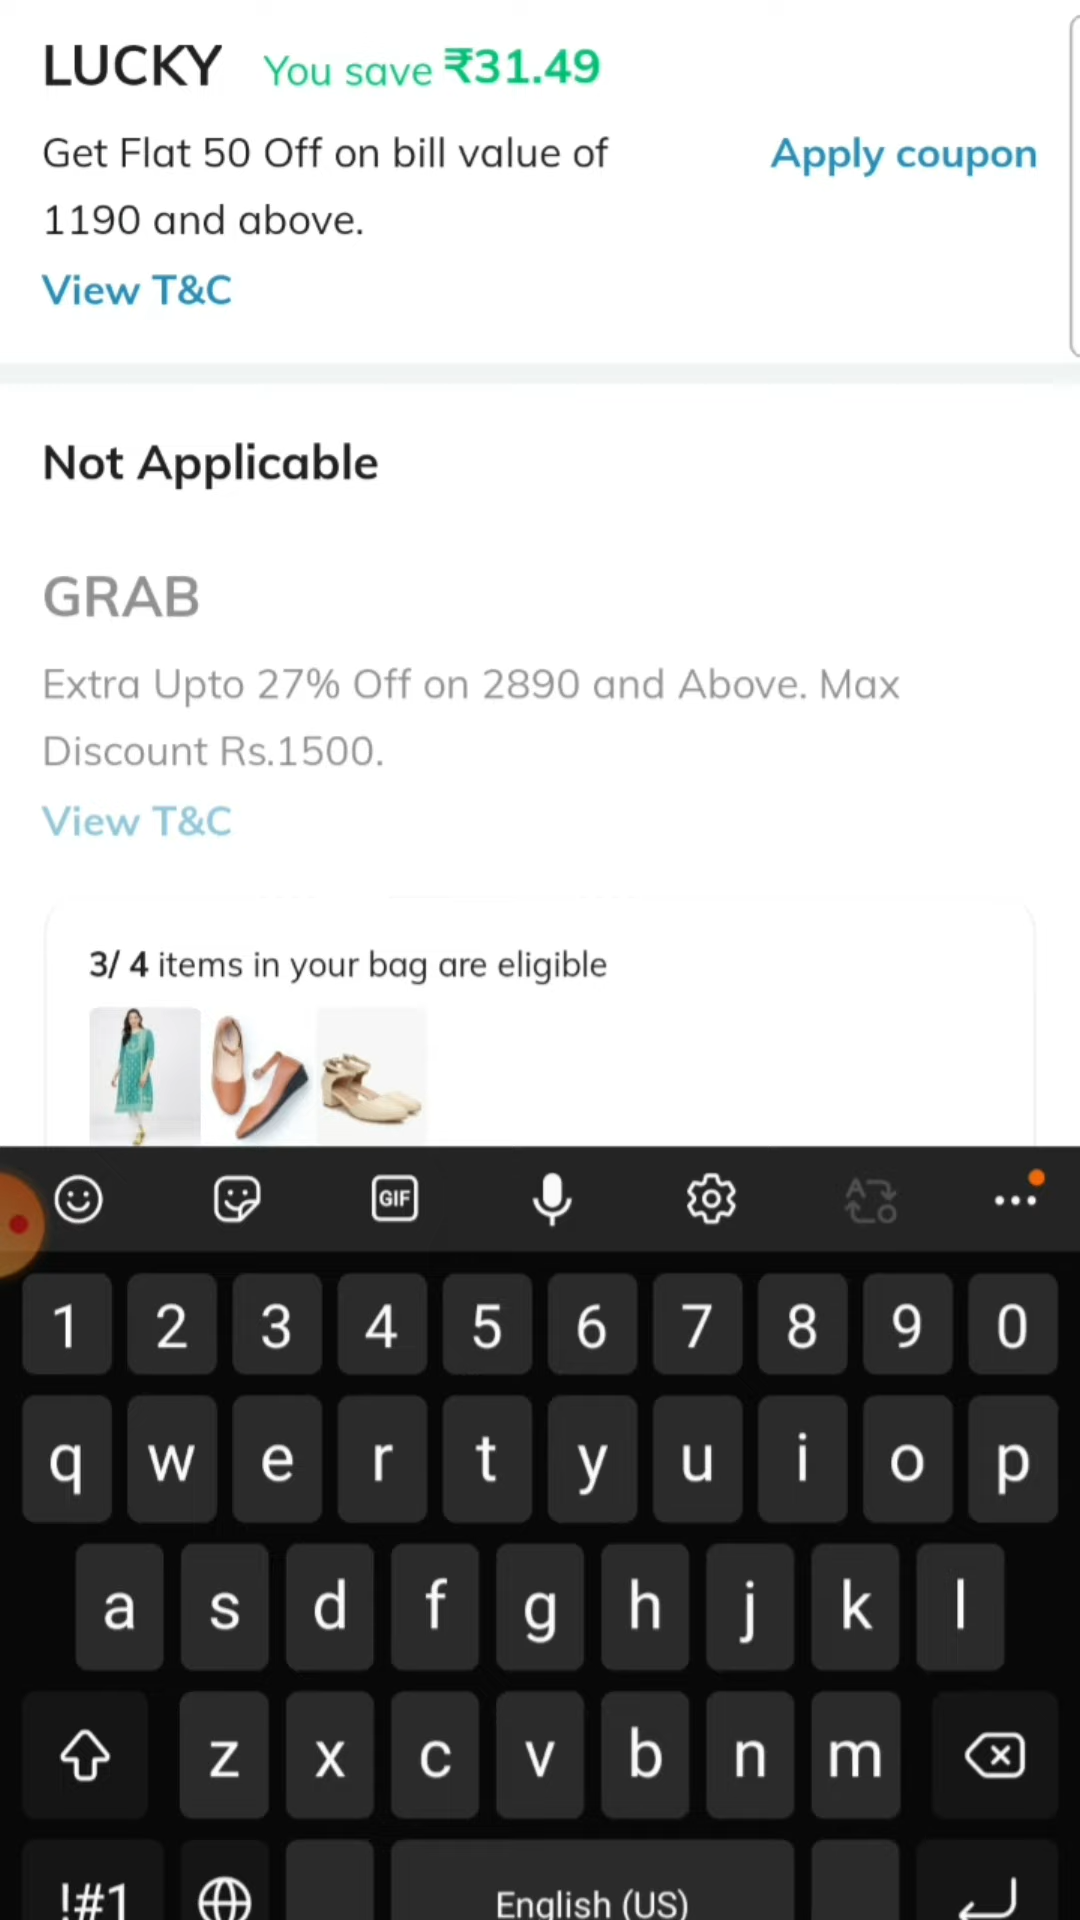 LUCKY You save ₹31.49
Get Flat 50 Off on bill value of
1190 and above.
Apply coupon
View T&C
Not Applicable
GRAB
Extra Upto 27% Off on 2890 and Above. Max
Discount Rs.1500.
View T&C
3/ 4 items in your bag are eligible
GIF
1 2 3 4 5 6 7 8 9 0
q w e r t y u i o p
a s d f g h j k l
z x c v b n m
!#1 English (US)